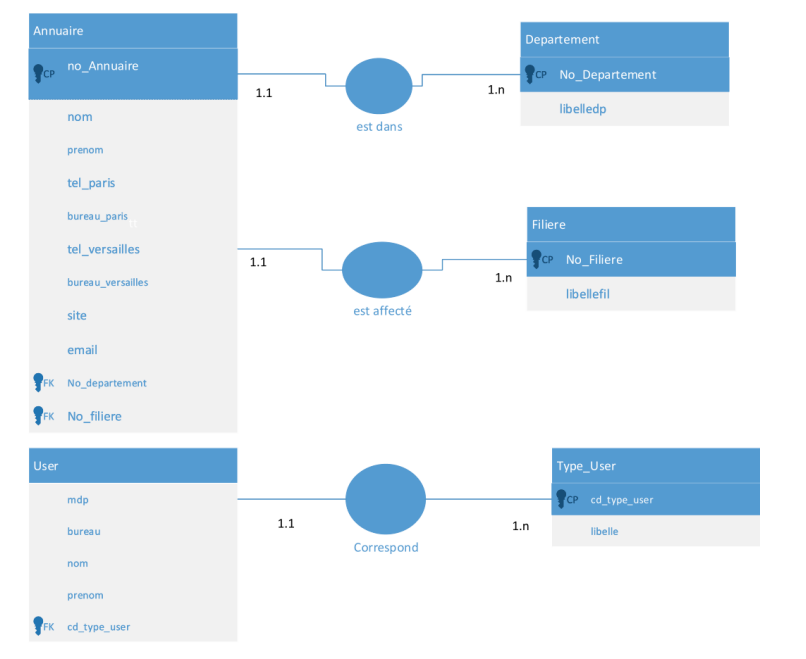 Annuaire
CP no_Annuaire
nom
prenom
tel_paris
bureau_paris
tel_versailles
bureau_versailles
site
email
FK No_departement
FK No_filiere
1.1
est dans
1.n
Departement
CP No_Departement
libelledp
1.1
est affecté
1.n
Filiere
CP No_Filiere
libellefil
User
mdp
bureau
nom
prenom
FK cd_type_user
1.1
Correspond
1.n
Type_User
CP cd_type_user
libelle